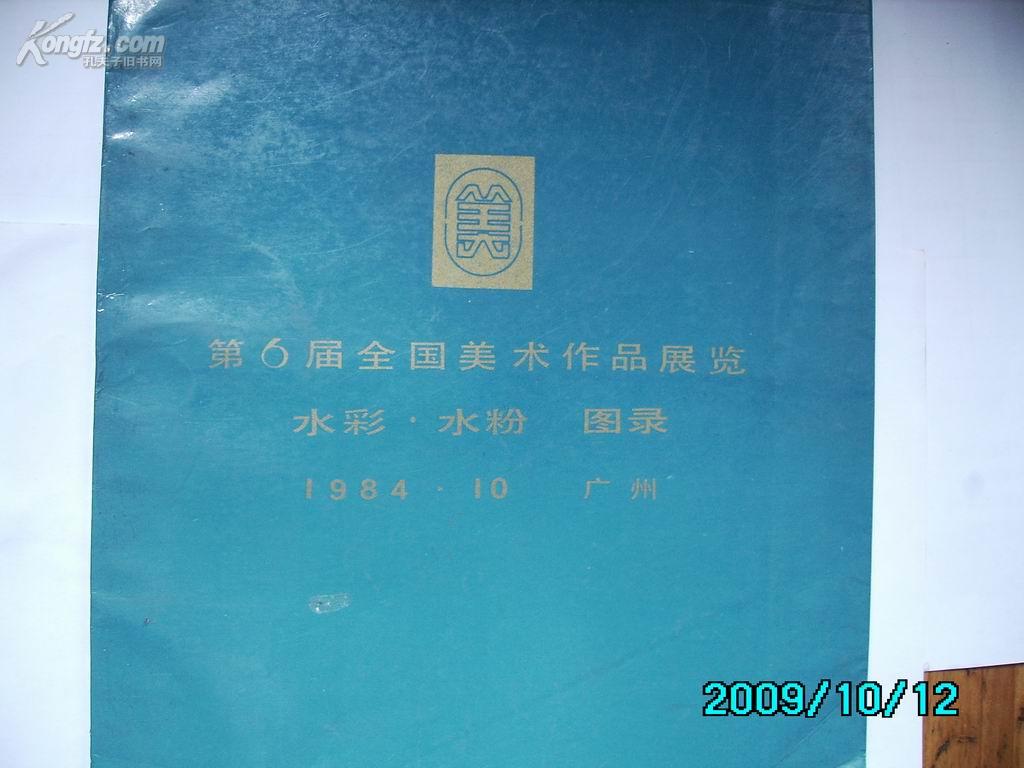 Kongfz.com
孔夫子旧书网
美
第6届全国美术作品展览
水彩·水粉 图录
1984·10 广州
2009/10/12